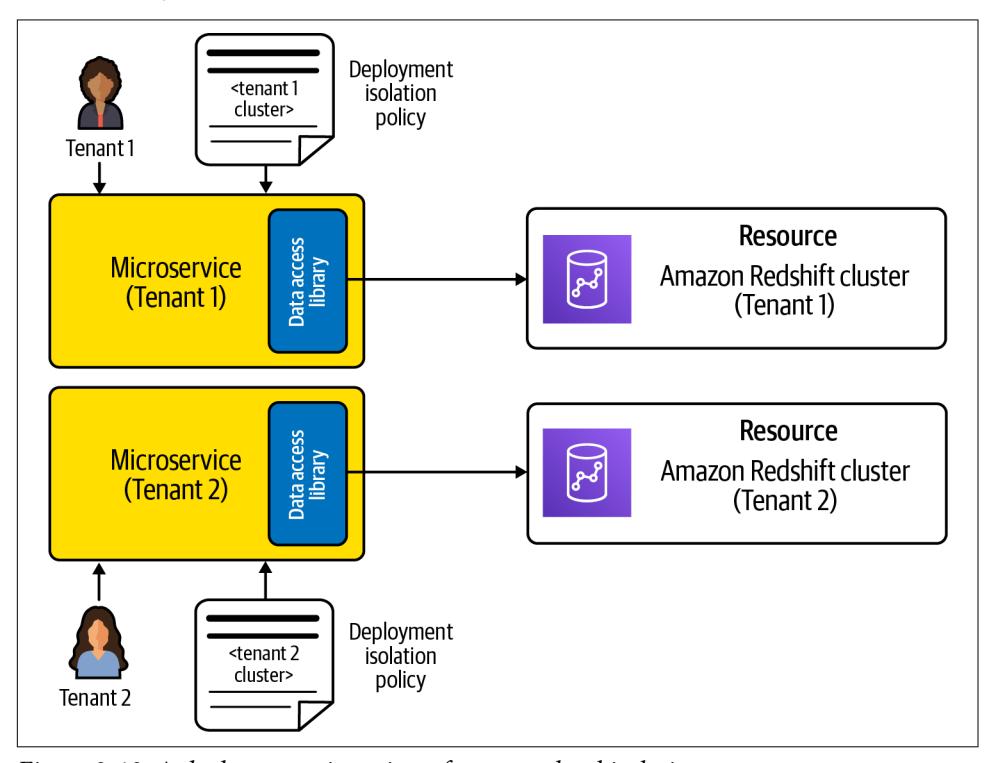 <tenant 1
cluster>
Deployment
isolation
policy
Tenant 1
Microservice
(Tenant 1)
Data access
library
Resource
Amazon Redshift cluster
(Tenant 1)
Microservice
(Tenant 2)
Data access
library
Resource
Amazon Redshift cluster
(Tenant 2)
Tenant 2
<tenant 2
cluster>
Deployment
isolation
policy